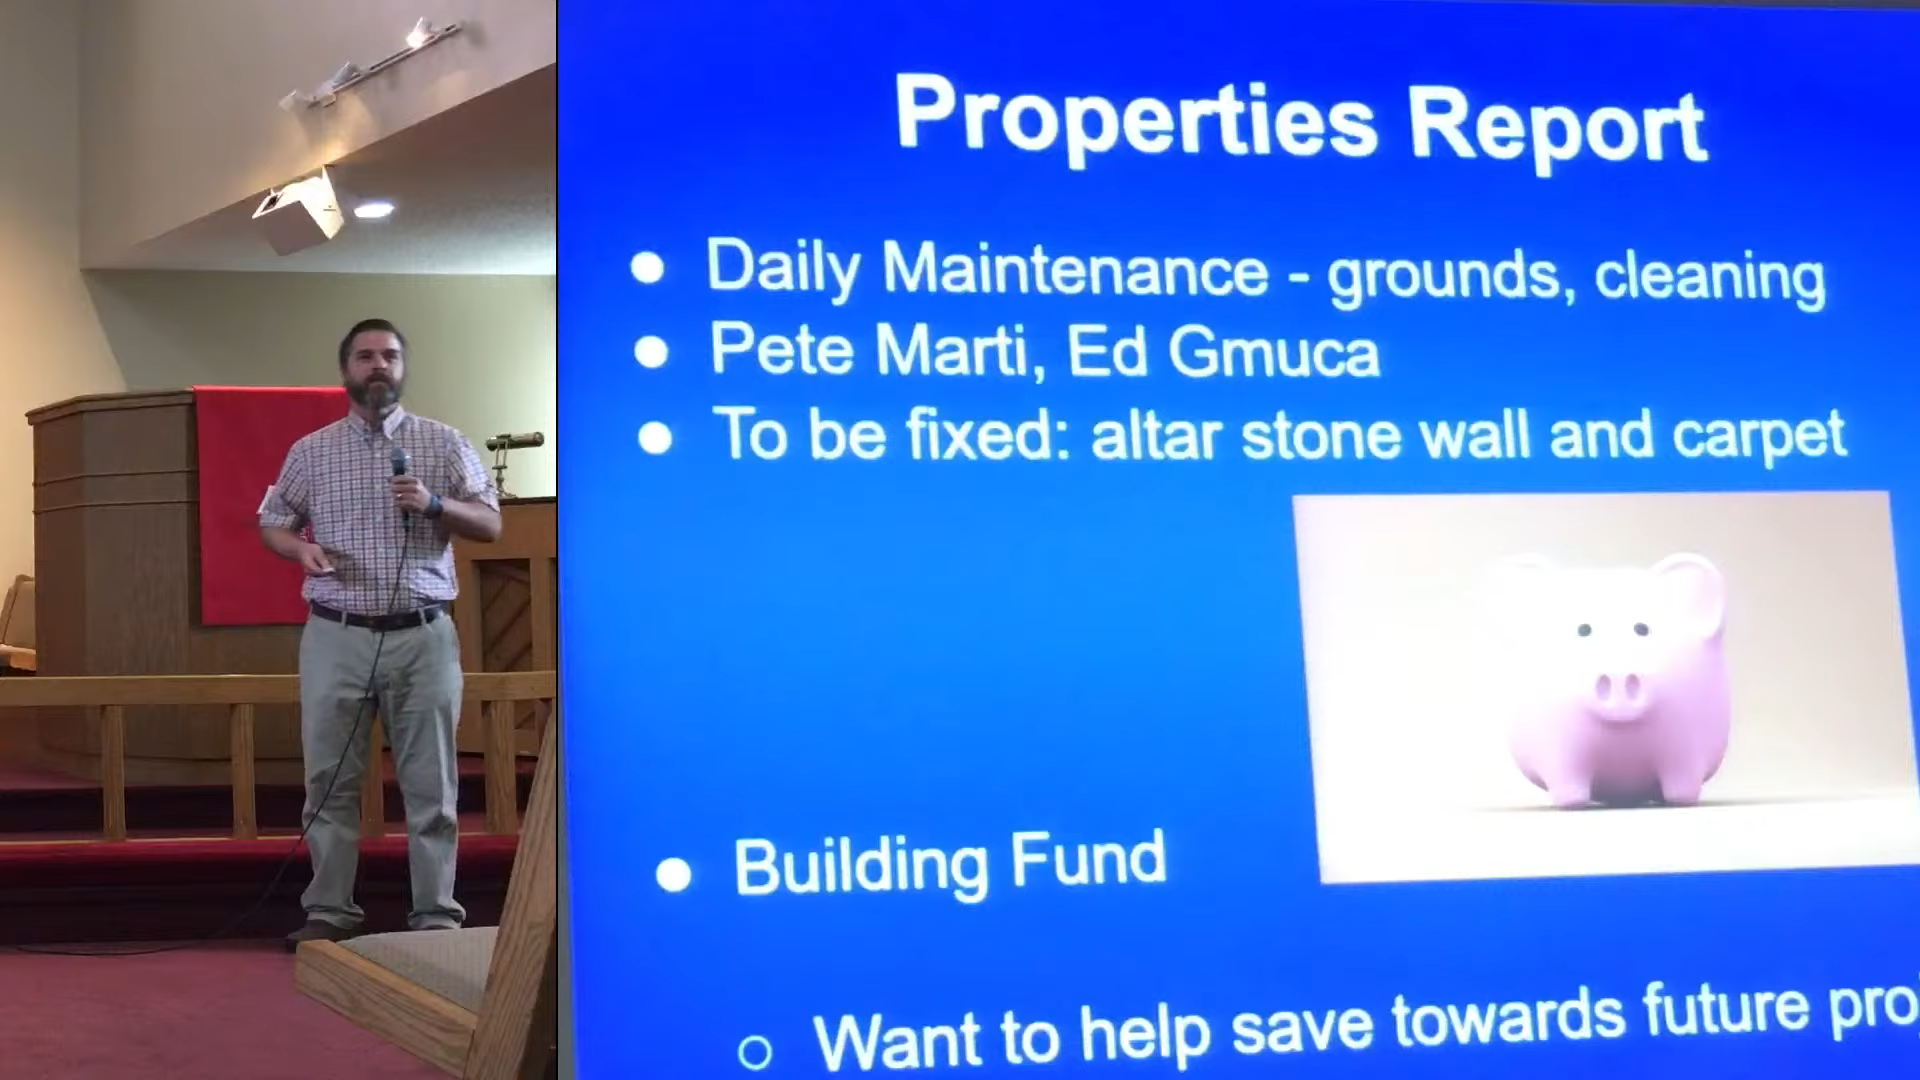 Properties Report
Daily Maintenance - grounds, cleaning
Pete Marti, Ed Gmuca
To be fixed: altar stone wall and carpet
Building Fund
Want to help save towards future